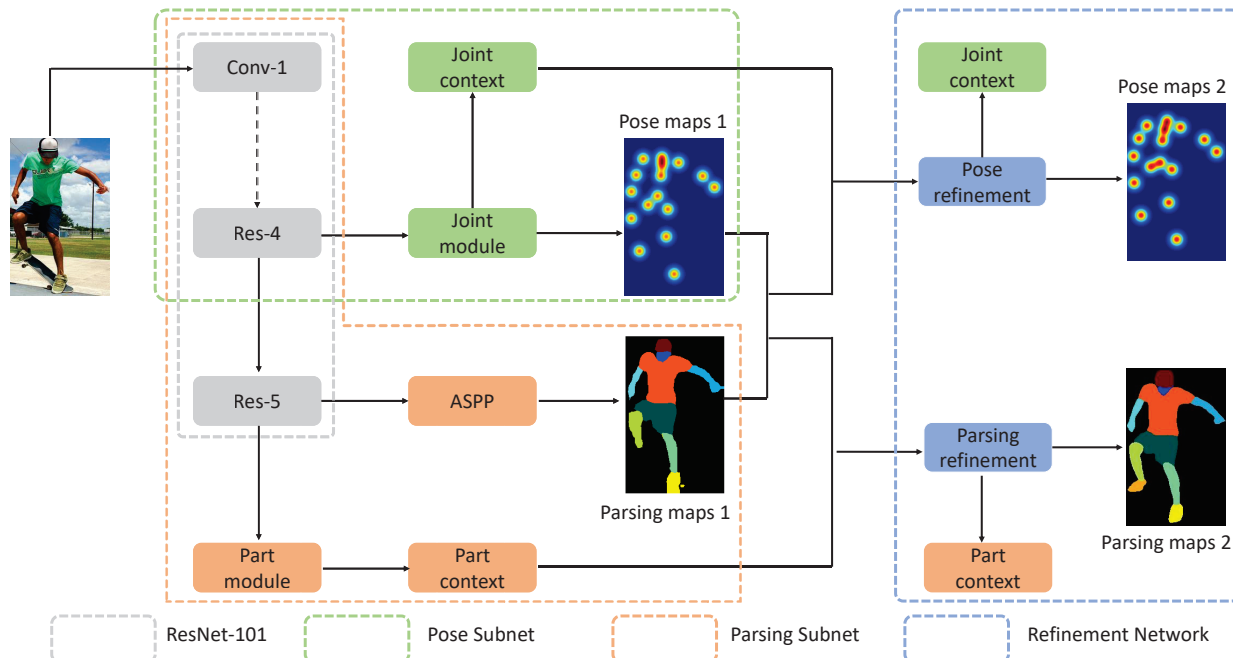 Conv-1
Joint
context
Pose maps 1
Joint
context
Pose maps 2
Res-4
Joint
module
Pose
refinement
Res-5
ASPP
Parsing maps 1
Parsing
refinement
Parsing maps 2
Part
module
Part
context
Part
context
ResNet-101
Pose Subnet
Parsing Subnet
Refinement Network